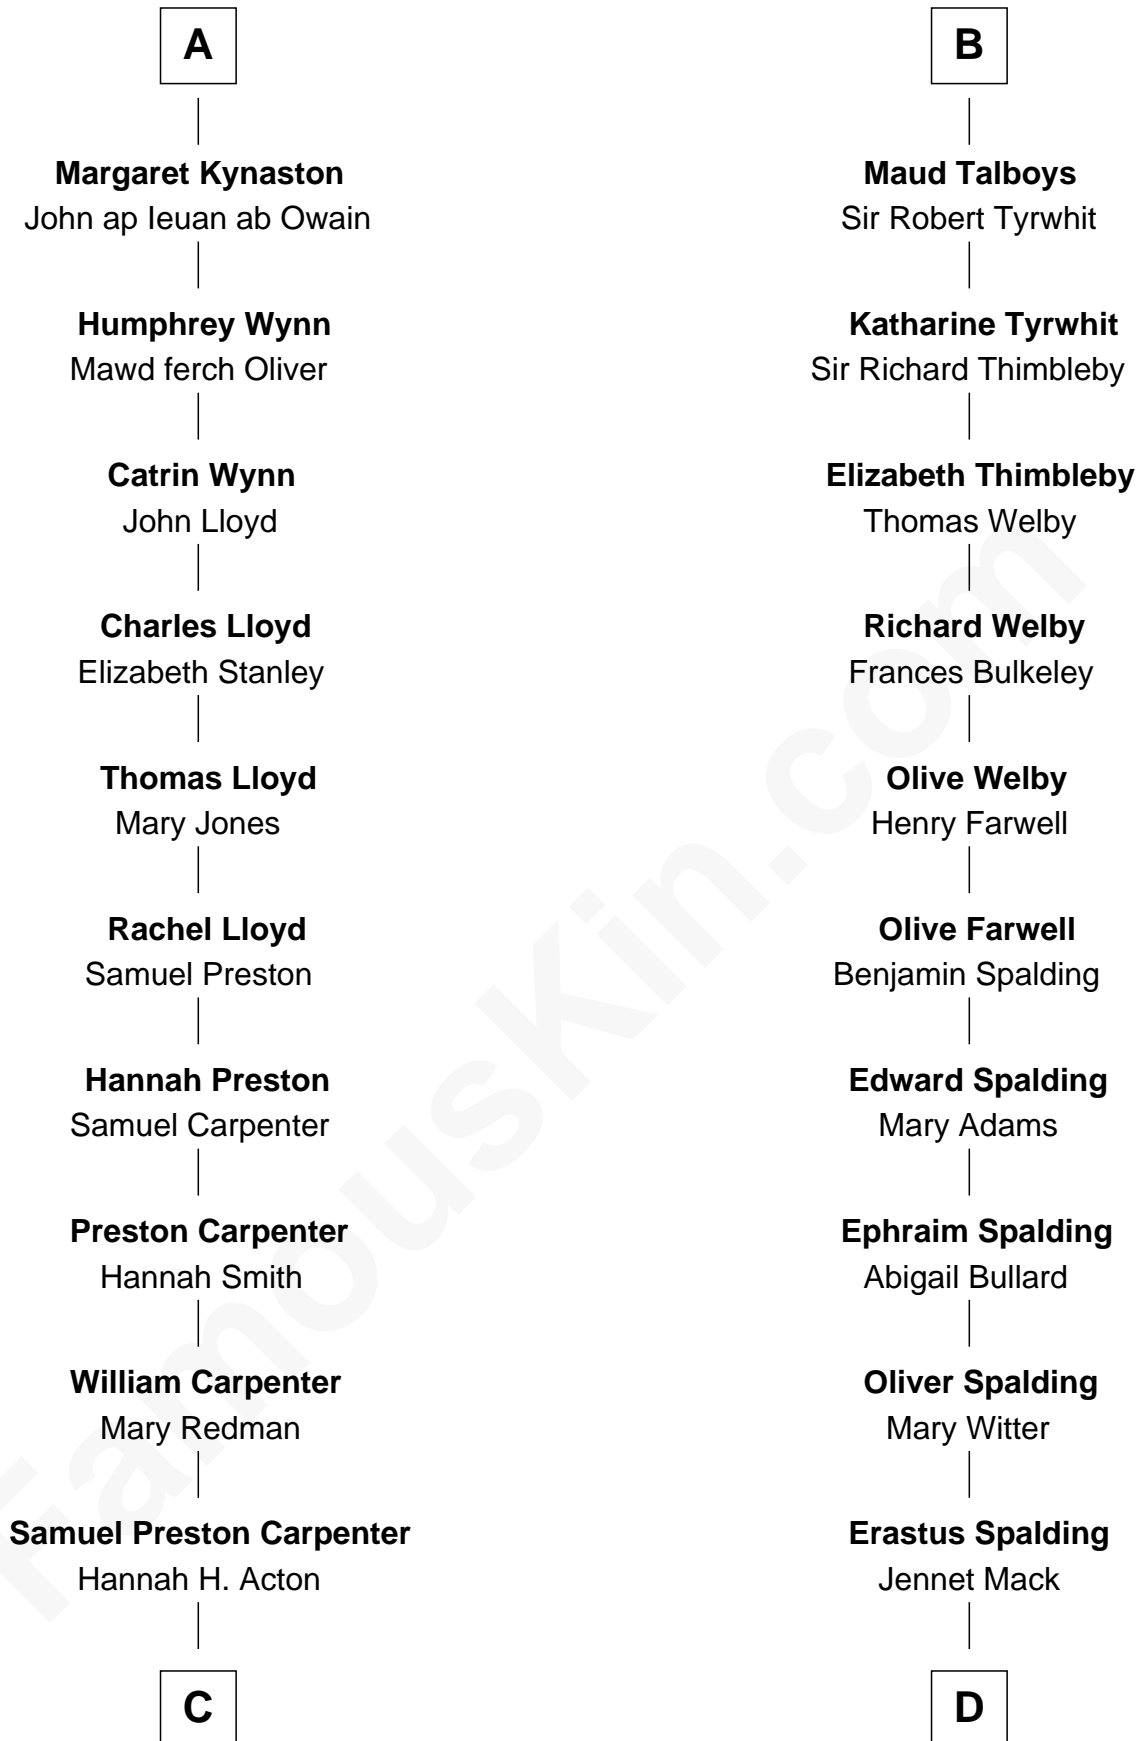 A
Margaret Kynaston
John ap Ieuan ab Owain
Humphrey Wynn
Mawd ferch Oliver
Catrin Wynn
John Lloyd
Charles Lloyd
Elizabeth Stanley
Thomas Lloyd
Mary Jones
Rachel Lloyd
Samuel Preston
Hannah Preston
Samuel Carpenter
Preston Carpenter
Hannah Smith
William Carpenter
Mary Redman
Samuel Preston Carpenter
Hannah H. Acton
C
B
Maud Talboys
Sir Robert Tyrwhit
Katharine Tyrwhit
Sir Richard Thimbleby
Elizabeth Thimbleby
Thomas Welby
Richard Welby
Frances Bulkeley
Olive Welby
Henry Farwell
Olive Farwell
Benjamin Spalding
Edward Spalding
Mary Adams
Ephraim Spalding
Abigail Bullard
Oliver Spalding
Mary Witter
Erastus Spalding
Jennet Mack
D
FamousKin.com